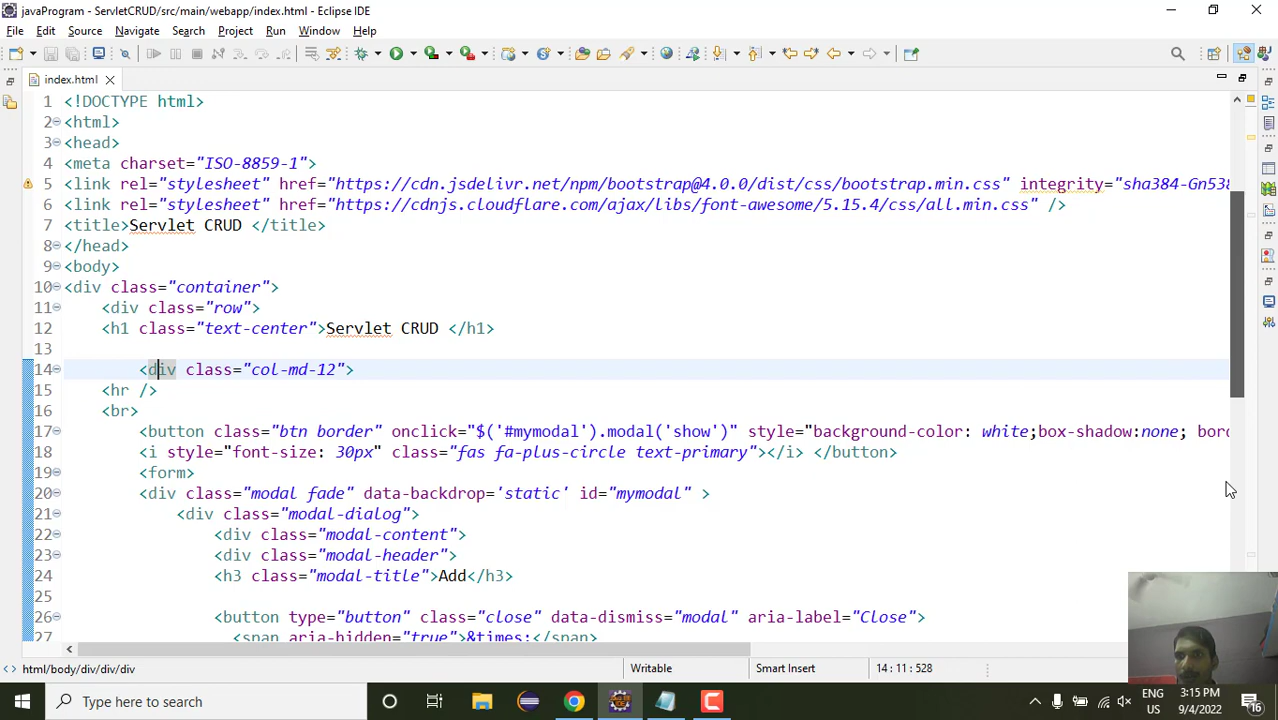 javaProgram - ServletCRUD/src/main/webapp/index.html - Eclipse IDE
File Edit Source Navigate Search Project Run Window Help
index.html
1 <!DOCTYPE html>
2 <html>
3 <head>
4 <meta charset="ISO-8859-1">
5 <link rel="stylesheet" href="https://cdn.jsdelivr.net/npm/bootstrap@4.0.0/dist/css/bootstrap.min.css" integrity="sha384-Gn538
6 <link rel="stylesheet" href="https://cdnjs.cloudflare.com/ajax/libs/font-awesome/5.15.4/css/all.min.css" />
7 <title>Servlet CRUD </title>
8 </head>
9 <body>
10 <div class="container">
11 <div class="row">
12 <h1 class="text-center">Servlet CRUD </h1>
13
14 <div class="col-md-12">
15 <hr />
16 <br>
17 <button class="btn border" onclick="$('#mymodal').modal('show')" style="background-color: white;box-shadow:none; bord
18 <i style="font-size: 30px" class="fas fa-plus-circle text-primary"></i> </button>
19 <form>
20 <div class="modal fade" data-backdrop='static' id="mymodal" >
21 <div class="modal-dialog">
22 <div class="modal-content">
23 <div class="modal-header">
24 <h3 class="modal-title">Add</h3>
25
26 <button type="button" class="close" data-dismiss="modal" aria-label="Close">
27 <span aria-hidden="true">&times;</span>
html/body/div/div/div Writable Smart Insert 14 : 11 : 528
Type here to search ENG US 3:15 PM 9/4/2022 16